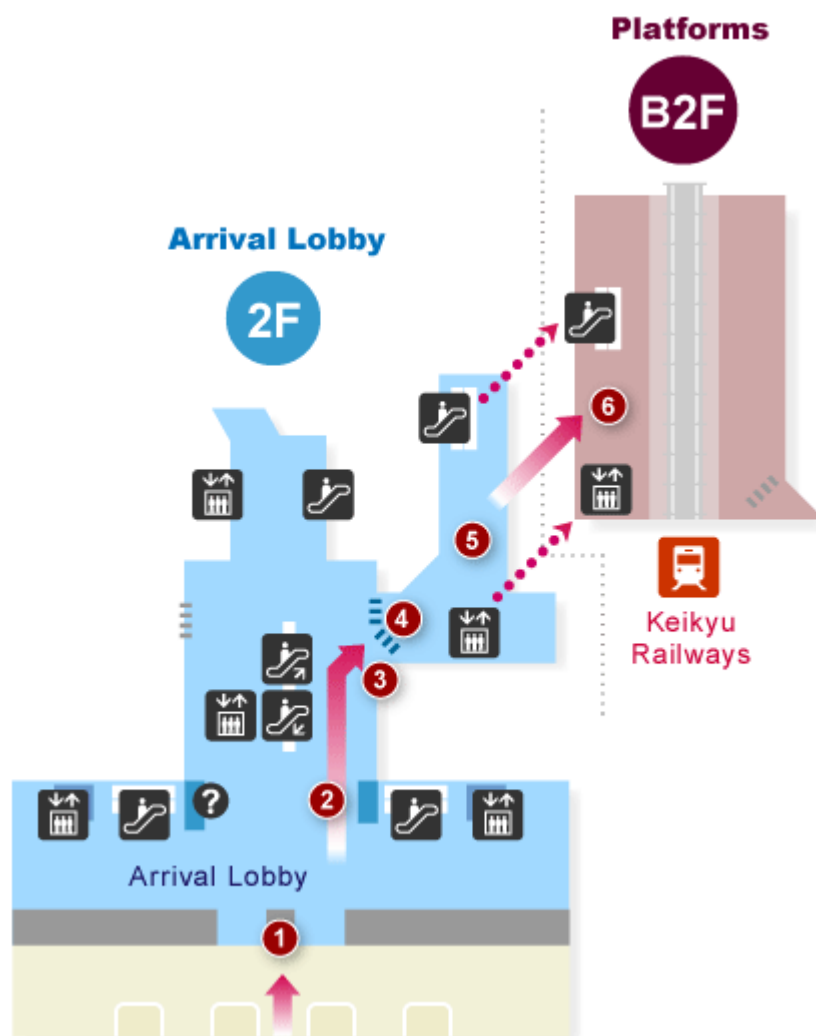 Platforms
B2F
Arrival Lobby
2F
6
5
4
Keikyu
Railways
3
2
?
Arrival Lobby
1